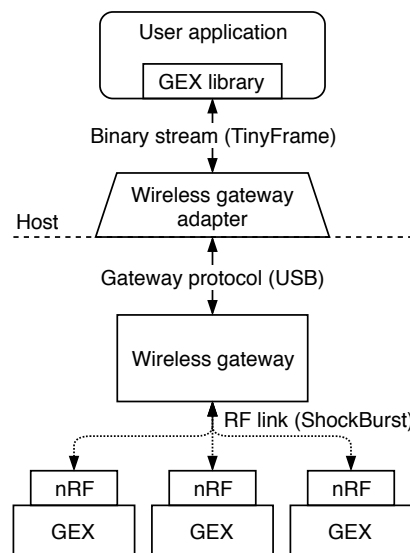 User application
GEX library
Binary stream (TinyFrame)
Wireless gateway
adapter
Host
Gateway protocol (USB)
Wireless gateway
RF link (ShockBurst)
nRF nRF nRF
GEX GEX GEX